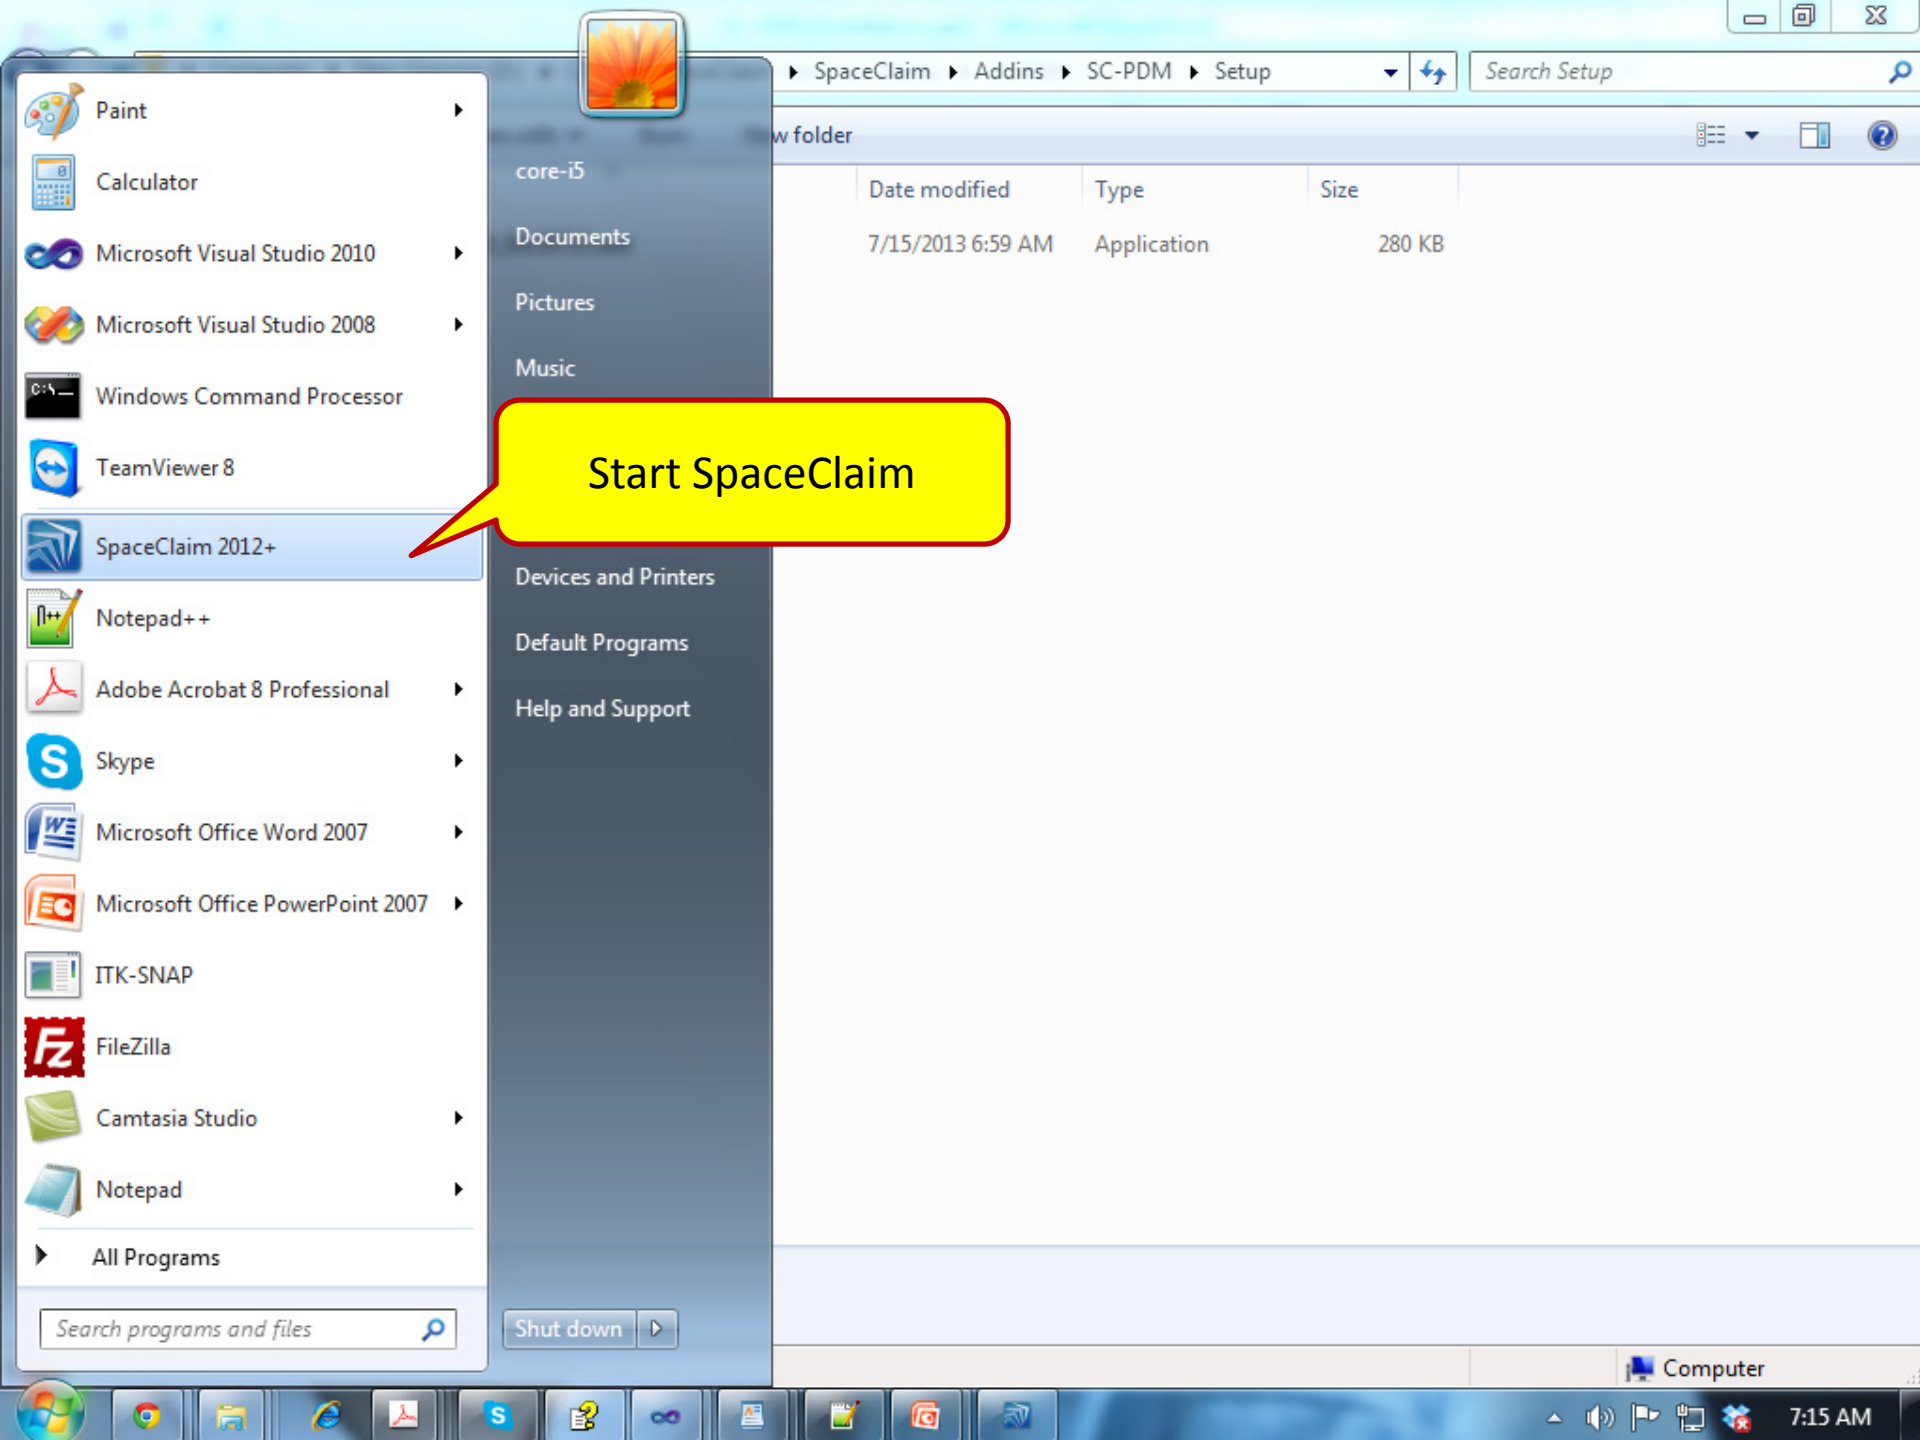 SpaceClaim
Addins
SC-PDM
Setup
Search Setup
w folder
Date modified
Type
Size
7/15/2013 6:59 AM
Application
280 KB
Paint
Calculator
Microsoft Visual Studio 2010
Microsoft Visual Studio 2008
C:\
Windows Command Processor
TeamViewer 8
SpaceClaim 2012+
Notepad++
Adobe Acrobat 8 Professional
Skype
Microsoft Office Word 2007
Microsoft Office PowerPoint 2007
ITK-SNAP
FileZilla
Camtasia Studio
Notepad
All Programs
Search programs and files
core-i5
Documents
Pictures
Music
Start SpaceClaim
Devices and Printers
Default Programs
Help and Support
Shut down
Computer
7:15 AM